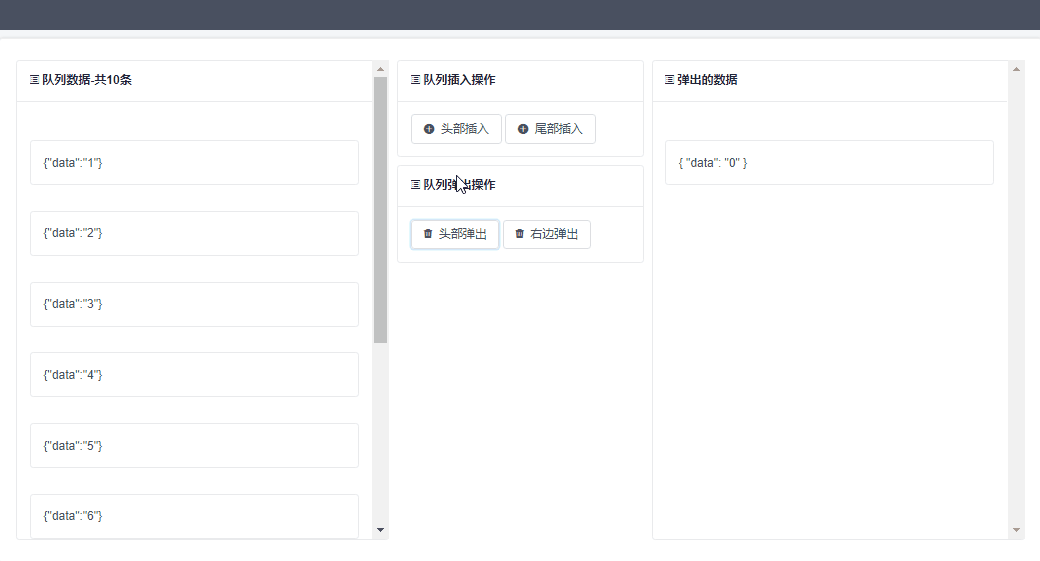 队列数据-共10条
{"data":"1"}
{"data":"2"}
{"data":"3"}
{"data":"4"}
{"data":"5"}
{"data":"6"}
队列插入操作
头部插入 尾部插入
队列弹出操作
头部弹出 右边弹出
弹出的数据
{ "data": "0" }